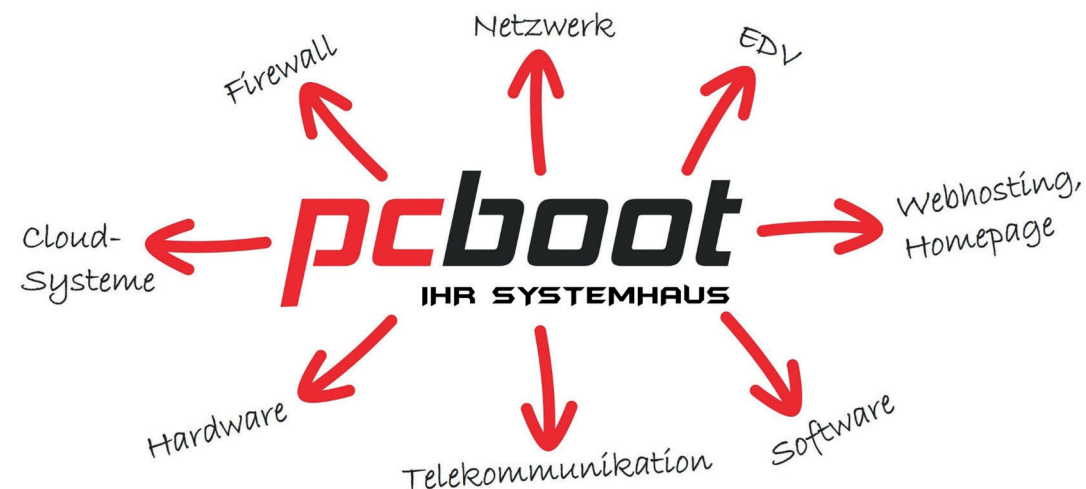 Netzwerk
EDV
Firewall
Webhosting,
Homepage
Cloud-
Systeme
pcboot
IHR SYSTEMHAUS
Hardware
Software
Telekommunikation